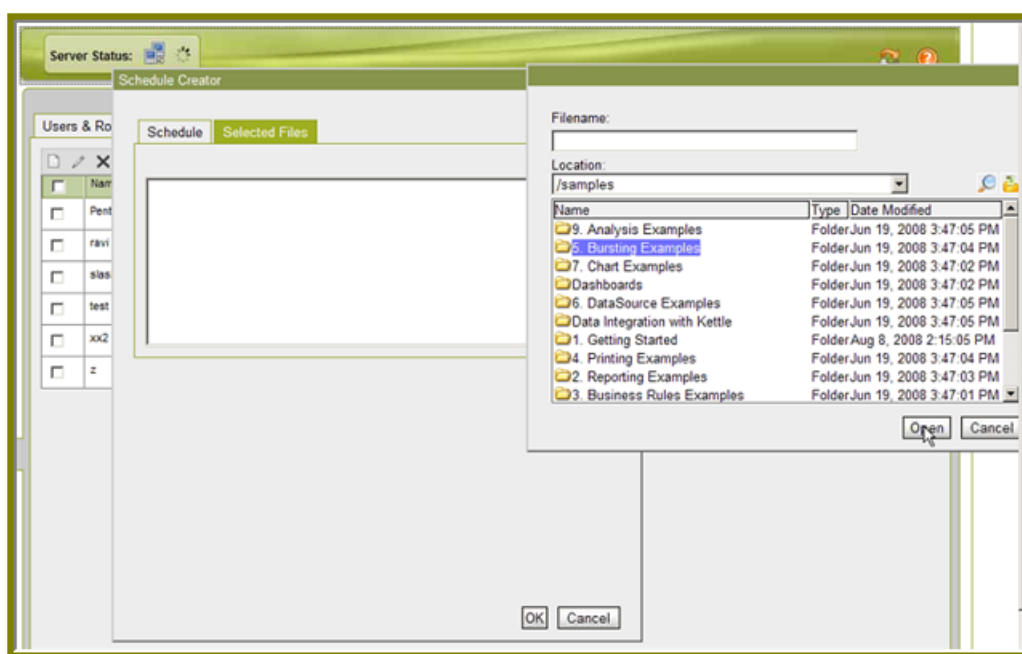 Server Status:
Schedule Creator
Users & Ro
Schedule
Selected Files
Nam
Pent
ravi
slas
test
xx2
z
OK
Cancel
Filename:
Location:
/samples
Name Type Date Modified
9. Analysis Examples Folder Jun 19, 2008 3:47:05 PM
5. Bursting Examples Folder Jun 19, 2008 3:47:04 PM
7. Chart Examples Folder Jun 19, 2008 3:47:02 PM
Dashboards Folder Jun 19, 2008 3:47:02 PM
6. DataSource Examples Folder Jun 19, 2008 3:47:05 PM
Data Integration with Kettle Folder Jun 19, 2008 3:47:05 PM
1. Getting Started Folder Aug 8, 2008 2:15:05 PM
4. Printing Examples Folder Jun 19, 2008 3:47:04 PM
2. Reporting Examples Folder Jun 19, 2008 3:47:03 PM
3. Business Rules Examples Folder Jun 19, 2008 3:47:01 PM
Open
Cancel